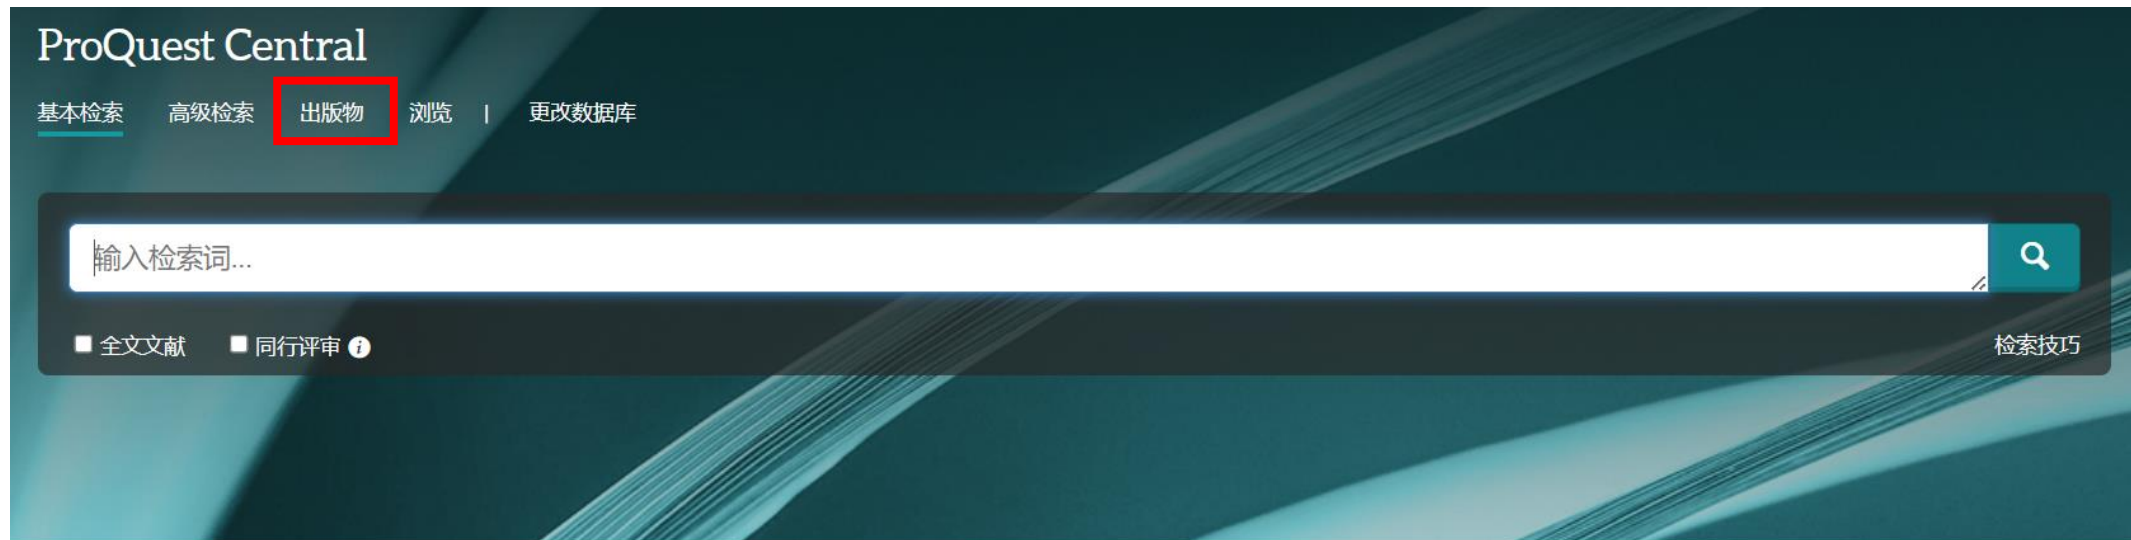 ProQuest Central
基本检索 高级检索 出版物 浏览 | 更改数据库
输入检索词...
全文文献 同行评审 i 检索技巧